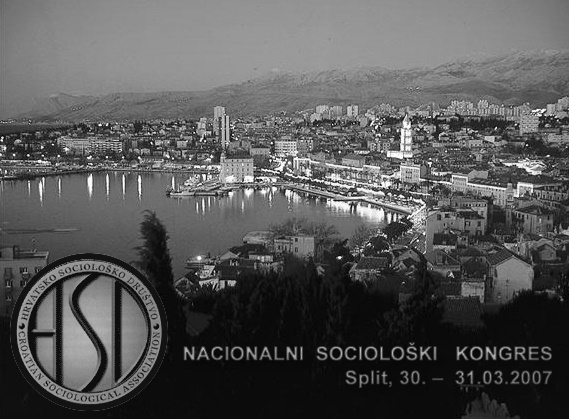 HRVATSKO SOCIOLOŠKO DRUŠTVO
HSD
CROATIAN SOCIOLOGICAL ASSOCIATION
NACIONALNI SOCIOLOŠKI KONGRES
Split, 30. – 31.03.2007